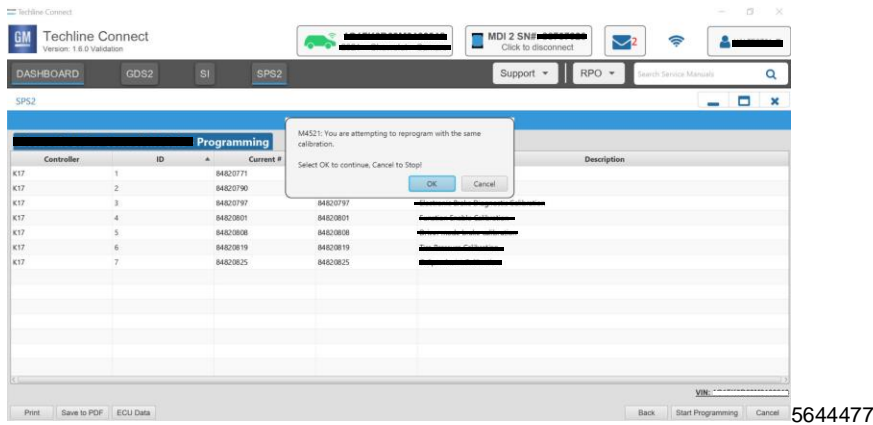 Techline Connect
GM
Techline Connect
Version: 1.6.0 Validation
MDI 2 SN#
Click to disconnect
2
DASHBOARD GDS2 SI SPS2 Support RPO Search Service Manuals
SPS2
M4521: You are attempting to reprogram with the same
calibration.
Select OK to continue, Cancel to Stop!
OK Cancel
Programming
Controller ID Current # Description
K17 1 84820771
K17 2 84820790
K17 3 84820797 84820797
K17 4 84820801 84820801
K17 5 84820808 84820808
K17 6 84820819 84820819
K17 7 84820825 84820825
VIN:
Print Save to PDF ECU Data Back Start Programming Cancel
5644477